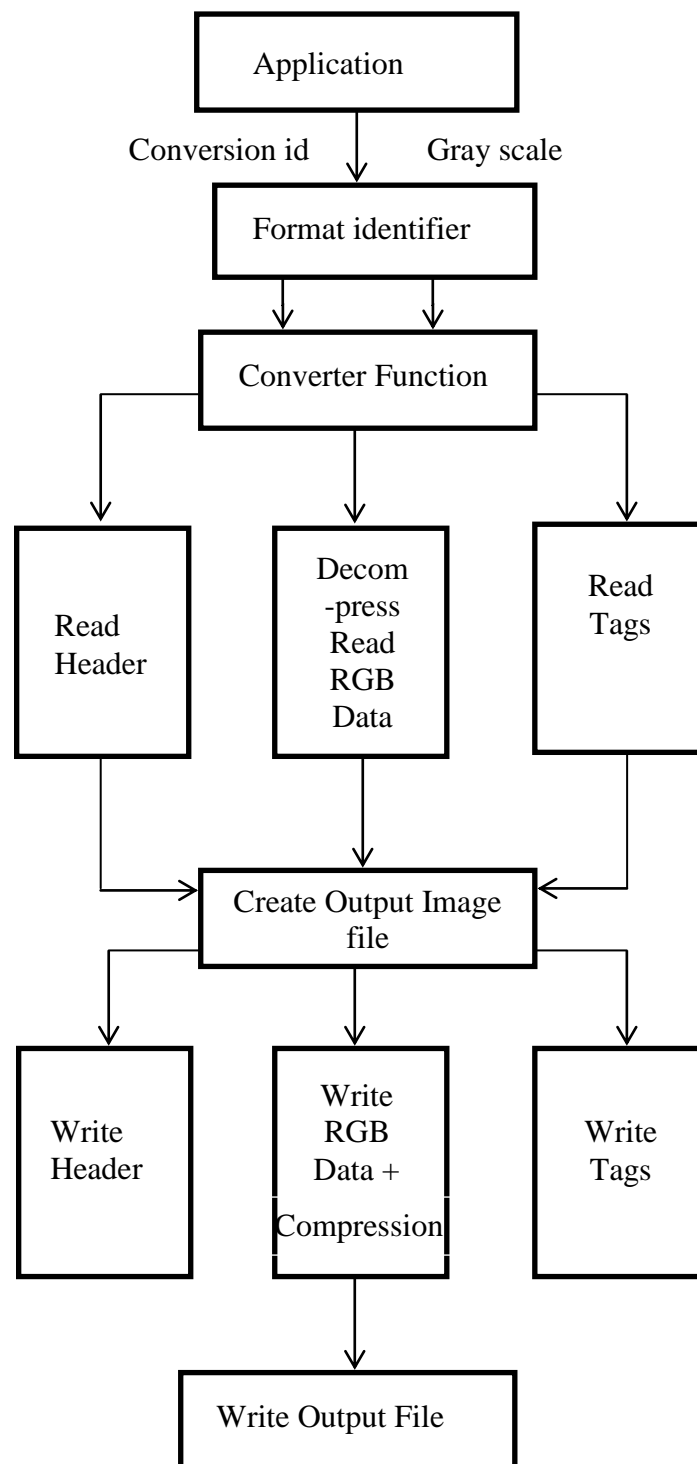 Application
Conversion id
Gray scale
Format identifier
Converter Function
Read
Header
Decom
-press
Read
RGB
Data
Read
Tags
Create Output Image
file
Write
Header
Write
RGB
Data +
Compression
Write
Tags
Write Output File